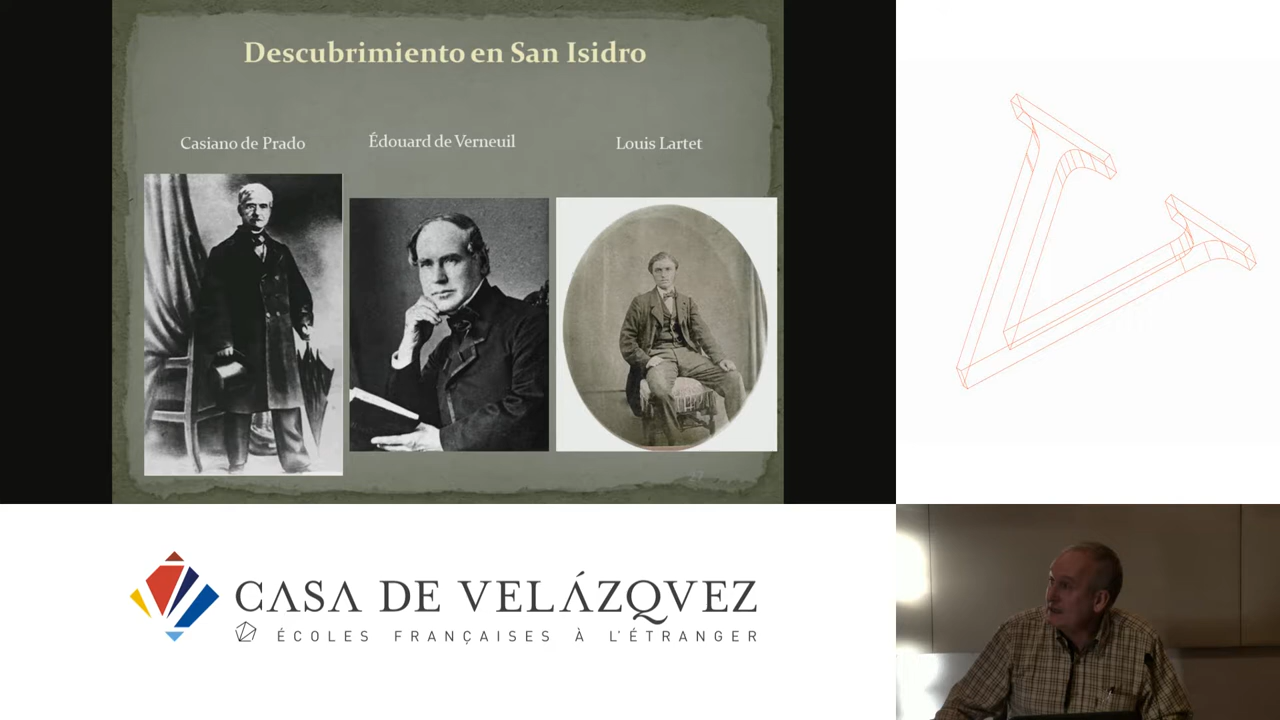 Descubrimiento en San Isidro
Casiano de Prado
Édouard de Verneuil
Louis Lartet
CASA DE VELÁZQVEZ
ÉCOLES FRANÇAISES À L'ÉTRANGER